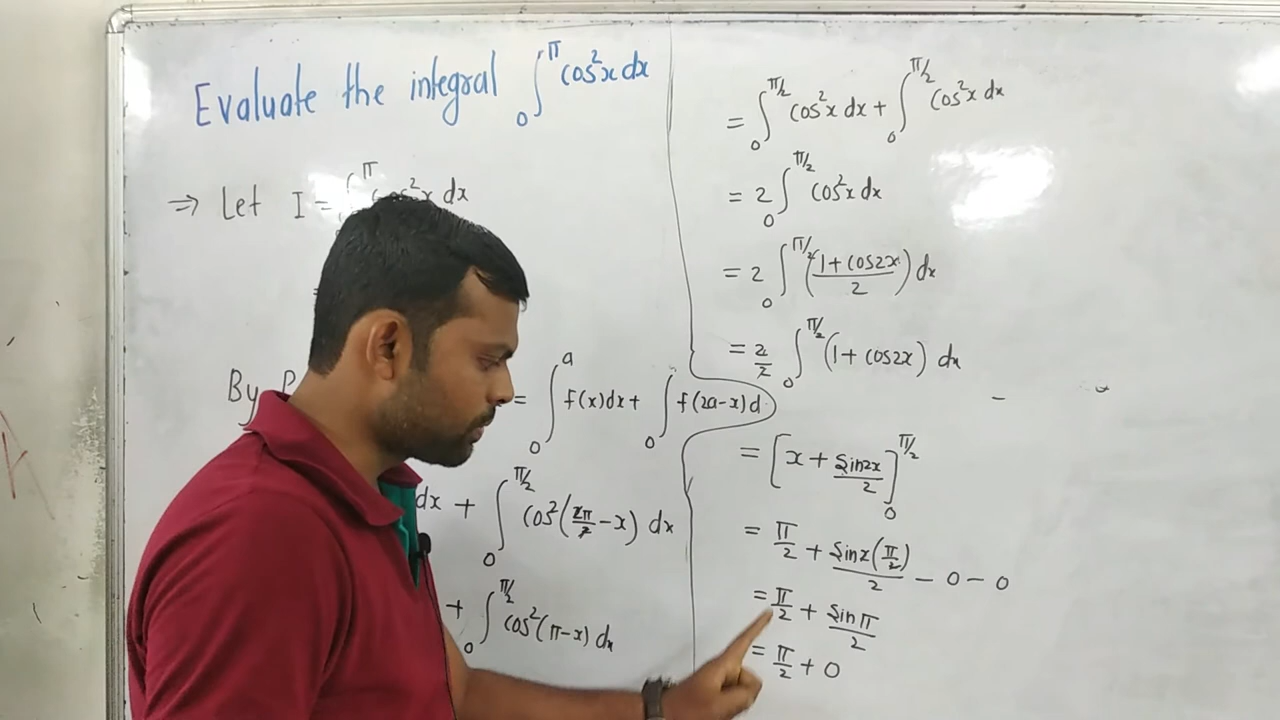 Evaluate the integral ∫₀^π cos²x dx
⇒ Let I = ∫₀^π cos²x dx
By
= ∫₀^a f(x)dx + ∫₀ f(2a-x)d
dx + ∫₀^π/2 cos²(2π/2 - x) dx
+ ∫₀^π/2 cos²(π-x) dx
= ∫₀^π/2 cos²x dx + ∫₀^π/2 cos²x dx
= 2 ∫₀^π/2 cos²x dx
= 2 ∫₀^π/2 (1+cos2x/2) dx
= 2/2 ∫₀^π/2 (1 + cos2x) dx
= [x + sin2x/2]₀^π/2
= π/2 + sin2(π/2)/2 - 0 - 0
= π/2 + sinπ/2
= π/2 + 0